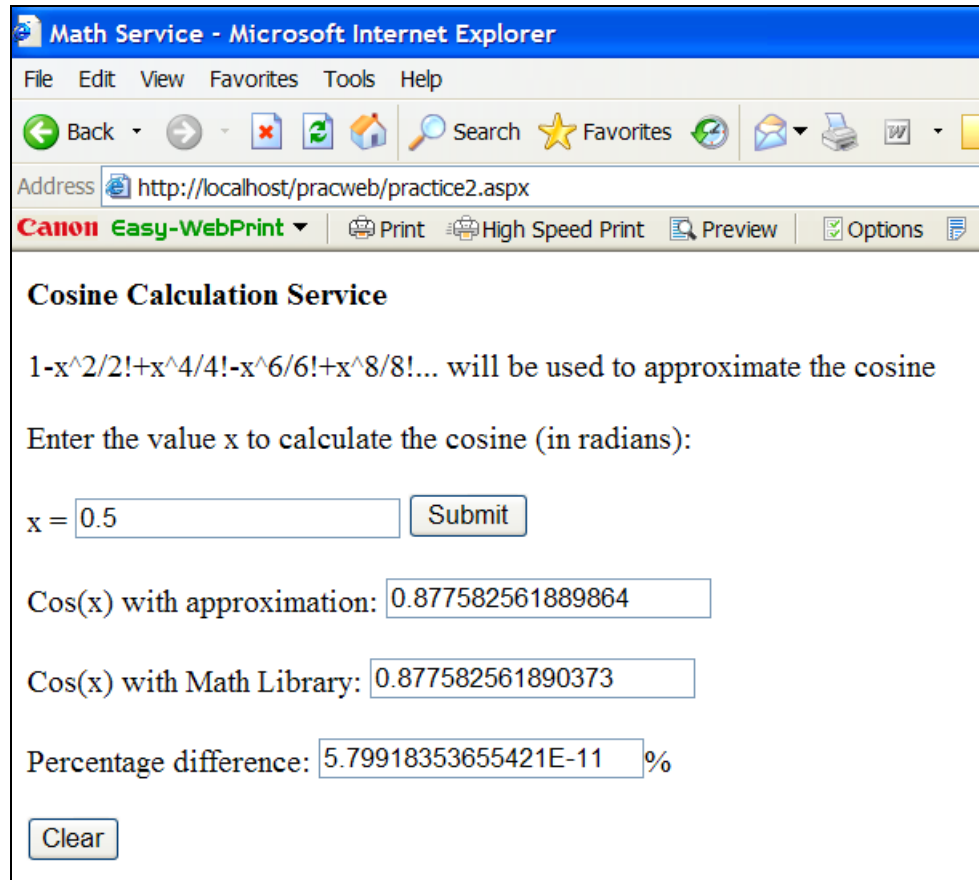 Math Service - Microsoft Internet Explorer
File Edit View Favorites Tools Help
Back Search Favorites W
Address http://localhost/pracweb/practice2.aspx
Canon Easy-WebPrint Print High Speed Print Preview Options
Cosine Calculation Service
1-x^2/2!+x^4/4!-x^6/6!+x^8/8!... will be used to approximate the cosine
Enter the value x to calculate the cosine (in radians):
x = 0.5 Submit
Cos(x) with approximation: 0.877582561889864
Cos(x) with Math Library: 0.877582561890373
Percentage difference: 5.79918353655421E-11 %
Clear